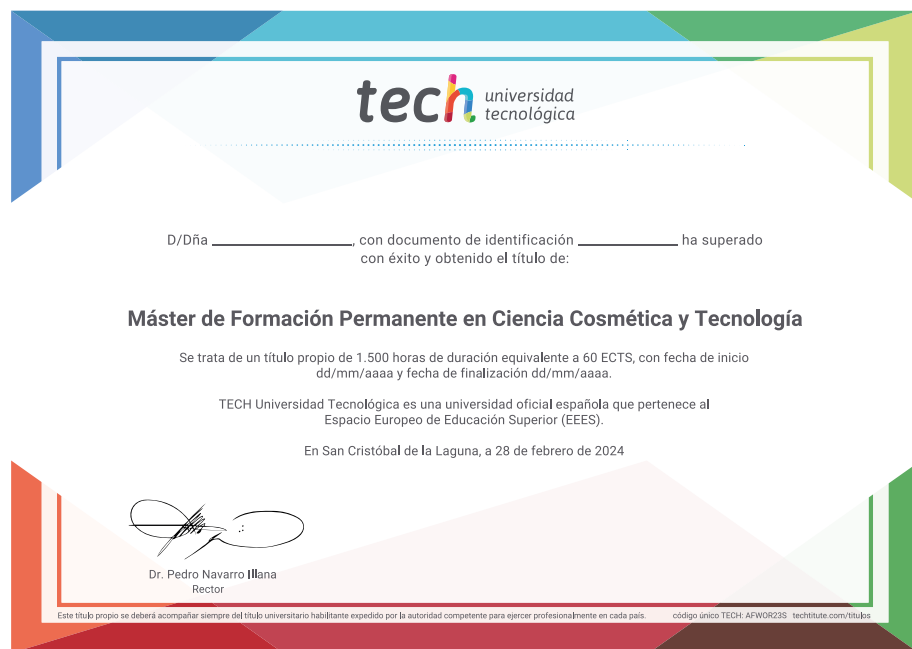 tech universidad
tecnológica
D/Dña ____________________, con documento de identificación ______________ ha superado
con éxito y obtenido el título de:
Máster de Formación Permanente en Ciencia Cosmética y Tecnología
Se trata de un título propio de 1.500 horas de duración equivalente a 60 ECTS, con fecha de inicio
dd/mm/aaaa y fecha de finalización dd/mm/aaaa.
TECH Universidad Tecnológica es una universidad oficial española que pertenece al
Espacio Europeo de Educación Superior (EEES).
En San Cristóbal de la Laguna, a 28 de febrero de 2024
Dr. Pedro Navarro Illana
Rector
Este título propio se deberá acompañar siempre del título universitario habilitante expedido por la autoridad competente para ejercer profesionalmente en cada país. código único TECH: AFWOR23S techtitute.com/titulos